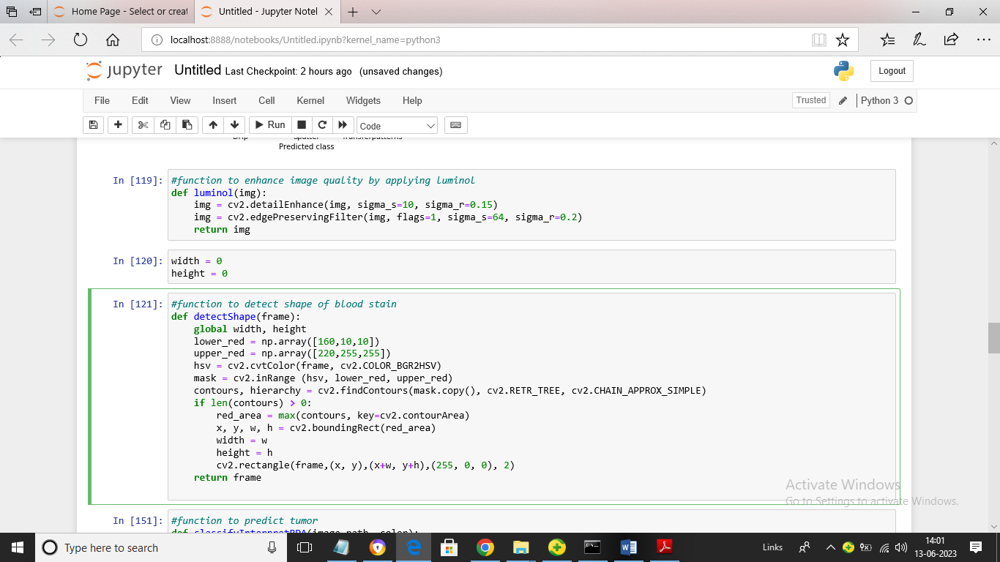 Home Page - Select or creat
Untitled - Jupyter Notel
localhost:8888/notebooks/Untitled.ipynb?kernel_name=python3
jupyter Untitled Last Checkpoint: 2 hours ago (unsaved changes)
Logout
File Edit View Insert Cell Kernel Widgets Help
Trusted Python 3
Run Code
Drip Spatter Transferpatterns
Predicted class
In [119]: #function to enhance image quality by applying luminol
def luminol(img):
    img = cv2.detailEnhance(img, sigma_s=10, sigma_r=0.15)
    img = cv2.edgePreservingFilter(img, flags=1, sigma_s=64, sigma_r=0.2)
    return img
In [120]: width = 0
height = 0
In [121]: #function to detect shape of blood stain
def detectShape(frame):
    global width, height
    lower_red = np.array([160,10,10])
    upper_red = np.array([220,255,255])
    hsv = cv2.cvtColor(frame, cv2.COLOR_BGR2HSV)
    mask = cv2.inRange (hsv, lower_red, upper_red)
    contours, hierarchy = cv2.findContours(mask.copy(), cv2.RETR_TREE, cv2.CHAIN_APPROX_SIMPLE)
    if len(contours) > 0:
        red_area = max(contours, key=cv2.contourArea)
        x, y, w, h = cv2.boundingRect(red_area)
        width = w
        height = h
        cv2.rectangle(frame,(x, y),(x+w, y+h),(255, 0, 0), 2)
    return frame
Activate Windows
Go to Settings to activate Windows.
In [151]: #function to predict tumor
def classifyInterpretBPA(image_path, color):
Type here to search
Links
14:01
13-06-2023